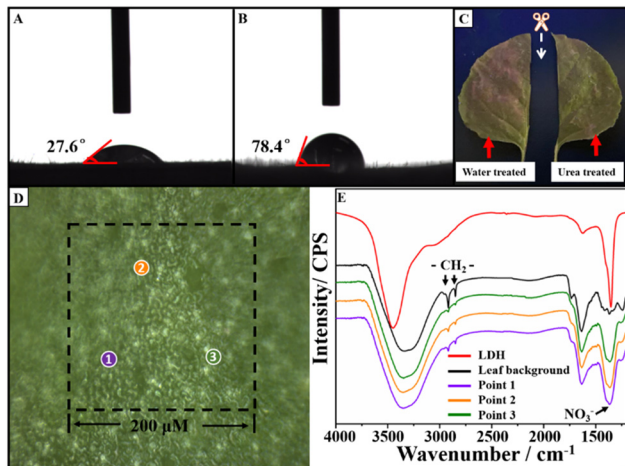 A
27.6°
B
78.4°
C
Water treated
Urea treated
D
2
1
3
200 μM
E
Intensity/ CPS
- CH2 -
LDH
Leaf background
Point 1
Point 2
Point 3
NO3-
4000 3500 3000 2500 2000 1500
Wavenumber / cm-1